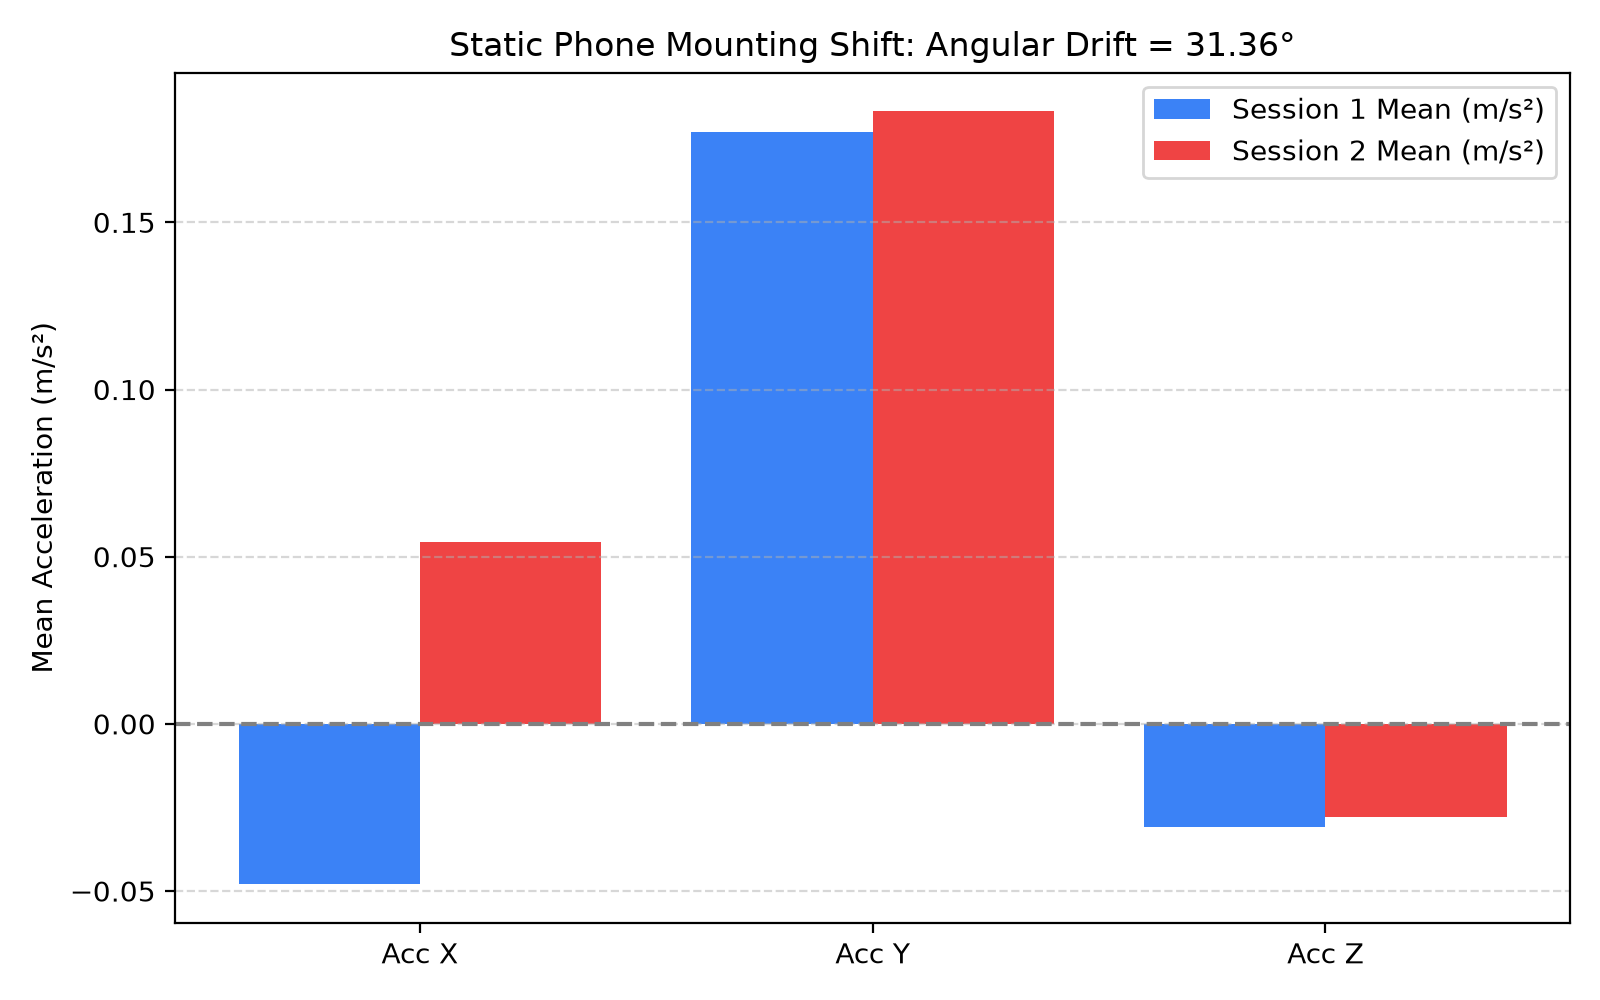 Static Phone Mounting Shift: Angular Drift = 31.36°
Session 1 Mean (m/s²)
Session 2 Mean (m/s²)
Mean Acceleration (m/s²)
0.15
0.10
0.05
0.00
−0.05
Acc X
Acc Y
Acc Z